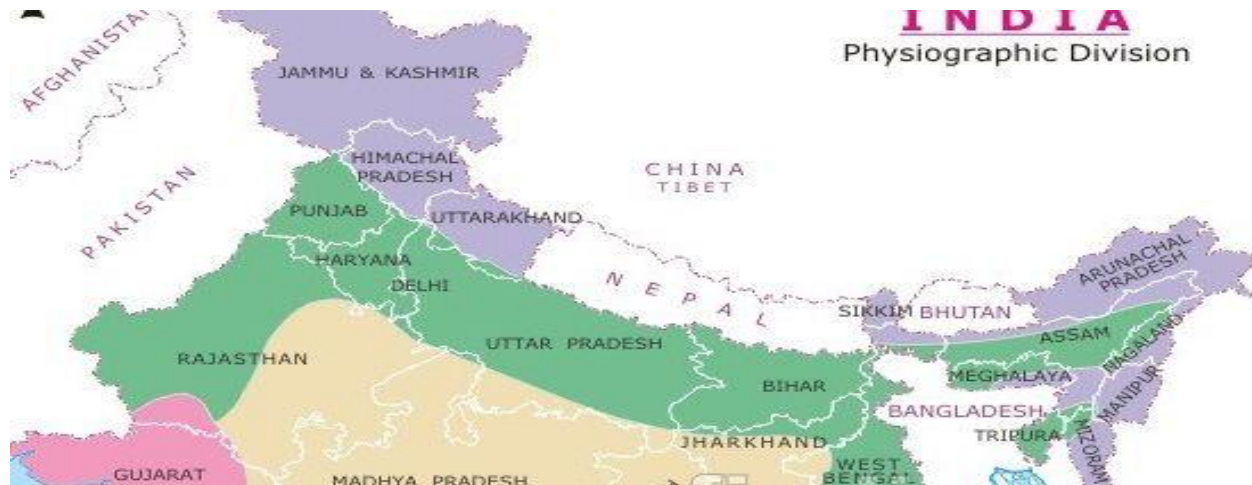 INDIA
Physiographic Division
AFGHANISTAN
JAMMU & KASHMIR
HIMACHAL
PRADESH
CHINA
TIBET
PAKISTAN
PUNJAB
UTTARAKHAND
HARYANA
DELHI
NEPAL
ARUNACHAL
PRADESH
SIKKIM
BHUTAN
RAJASTHAN
UTTAR PRADESH
ASSAM
NAGALAND
BIHAR
MEGHALAYA
MANIPUR
BANGLADESH
JHARKHAND
TRIPURA
MIZORAM
GUJARAT
MADHYA PRADESH
WEST
BENGAL